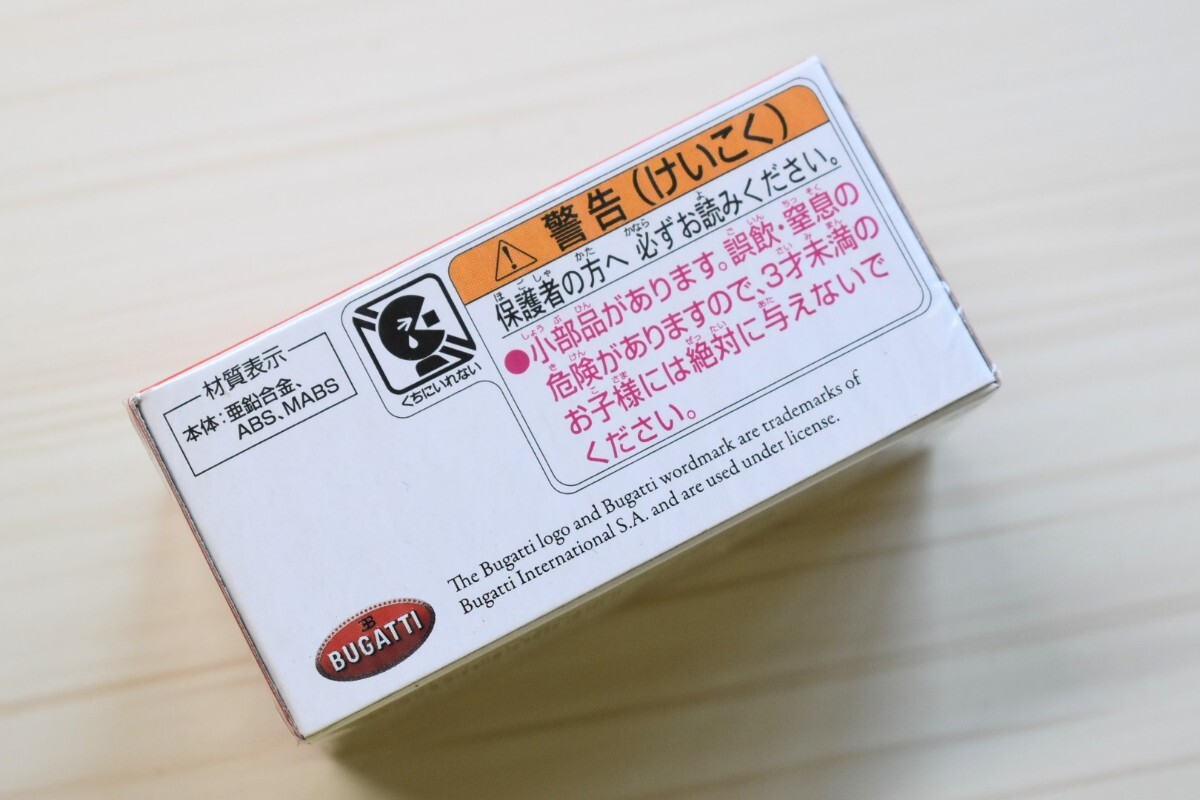 材質表示
本体：亜鉛合金、
ABS、MABS
くちにいれない
警告（けいこく）
保護者の方へ 必ずお読みください。
●小部品があります。誤飲・窒息の
危険がありますので、3才未満の
お子様には絶対に与えないで
ください。
The Bugatti logo and Bugatti wordmark are trademarks of
Bugatti International S.A. and are used under license.
EB
BUGATTI